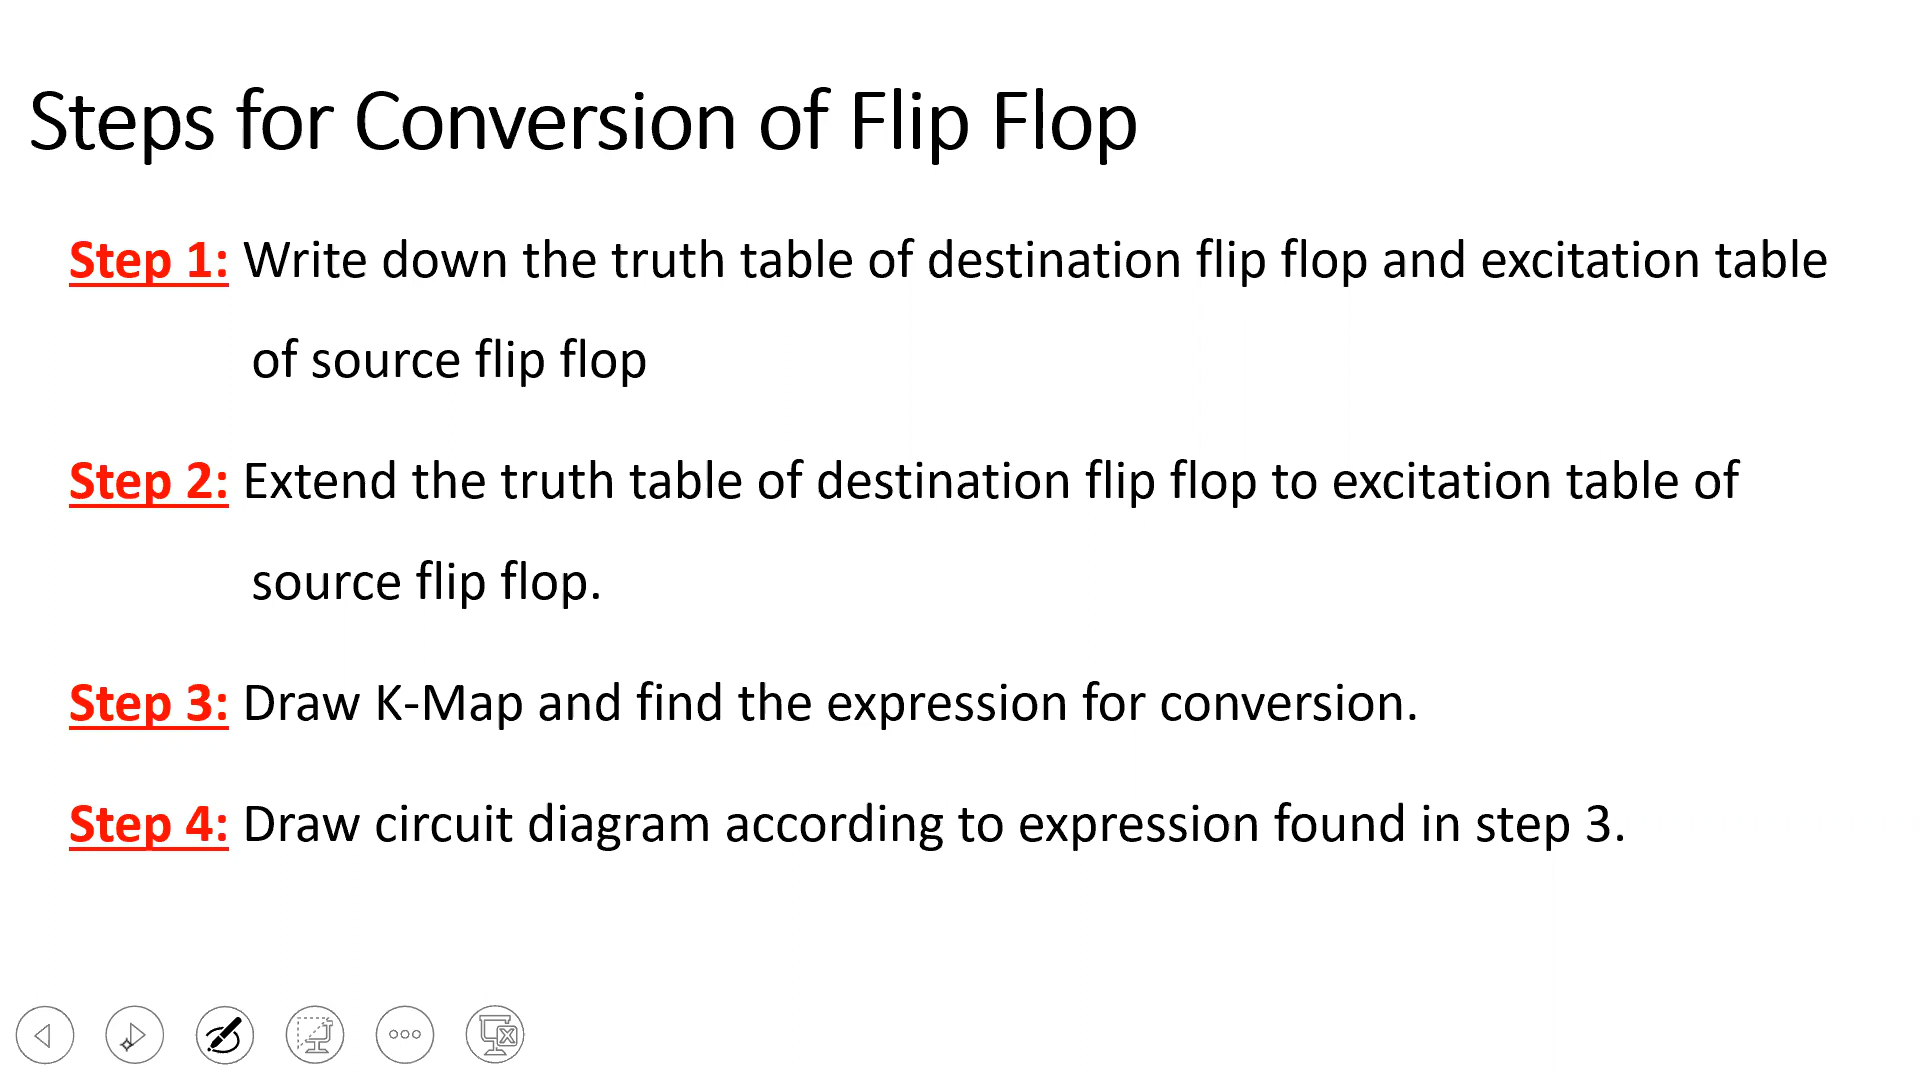 Steps for Conversion of Flip Flop
Step 1: Write down the truth table of destination flip flop and excitation table
of source flip flop
Step 2: Extend the truth table of destination flip flop to excitation table of
source flip flop.
Step 3: Draw K-Map and find the expression for conversion.
Step 4: Draw circuit diagram according to expression found in step 3.